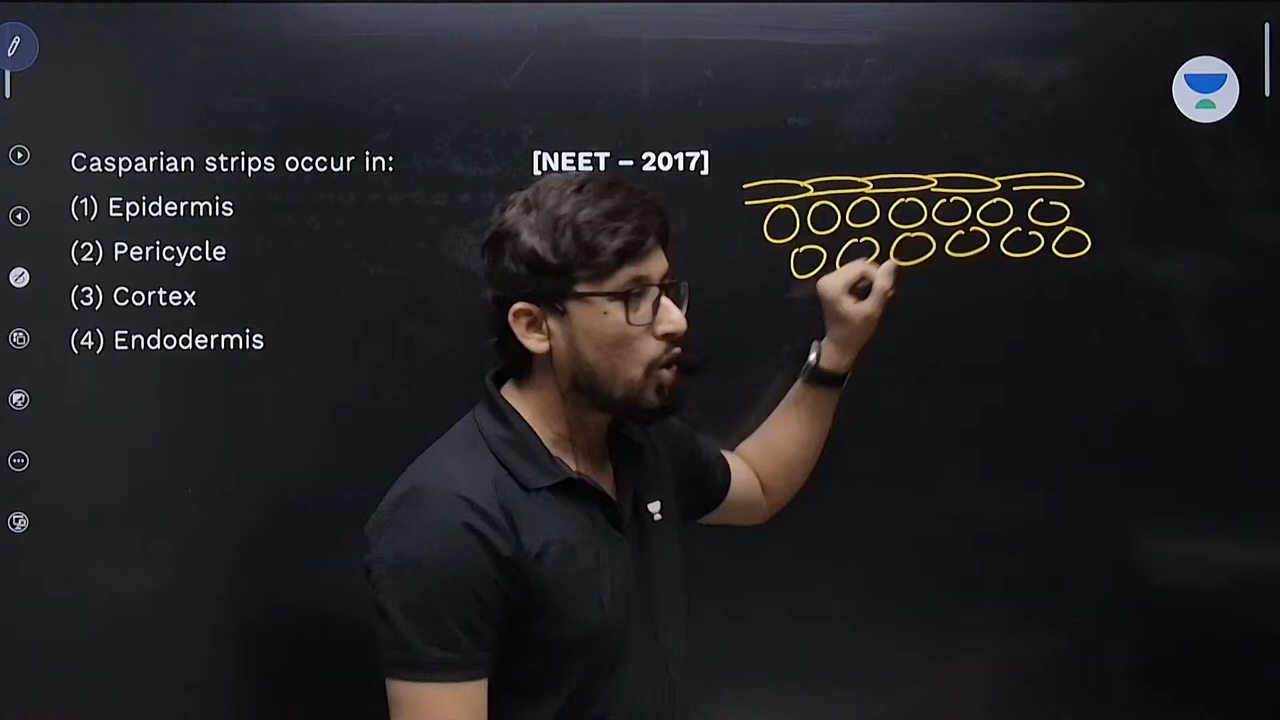 Casparian strips occur in:
[NEET – 2017]
(1) Epidermis
(2) Pericycle
(3) Cortex
(4) Endodermis